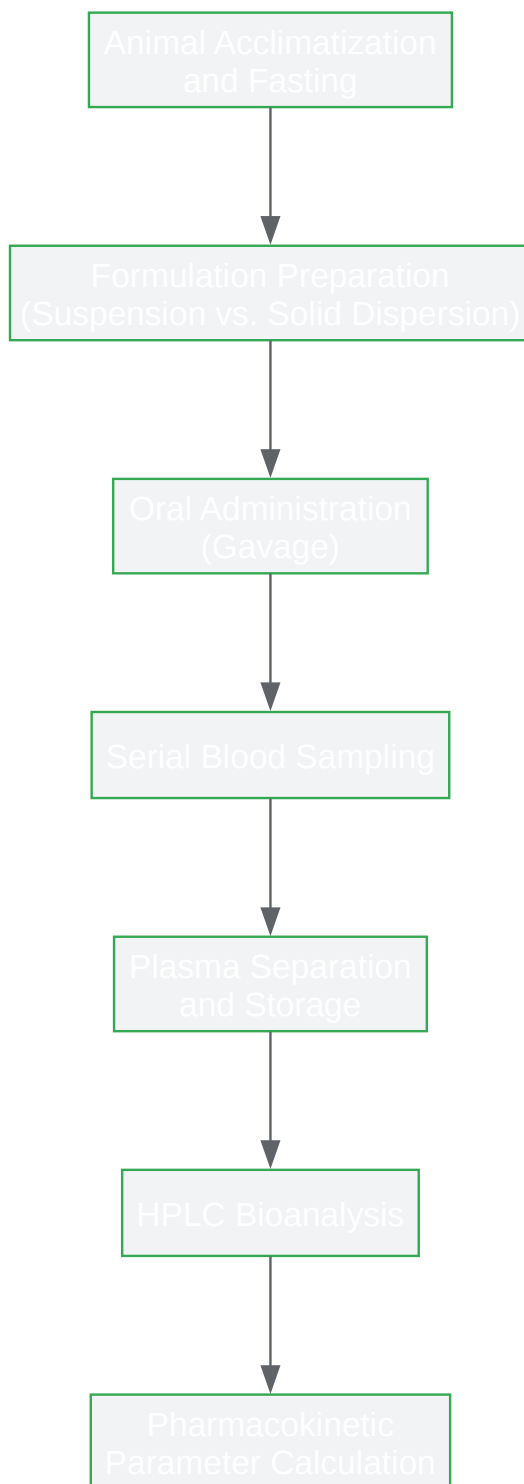 Animal Acclimatization
and Fasting
Formulation Preparation
(Suspension vs. Solid Dispersion)
Oral Administration
(Gavage)
Serial Blood Sampling
Plasma Separation
and Storage
HPLC Bioanalysis
Pharmacokinetic
Parameter Calculation